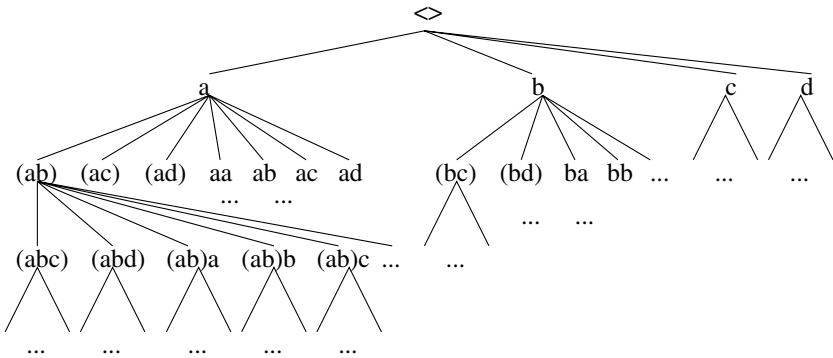 <>
a b c d
(ab) (ac) (ad) aa ab ac ad (bc) (bd) ba bb ... ... ...
... ... ... ...
(abc) (abd) (ab)a (ab)b (ab)c ... ...
... ... ... ... ...